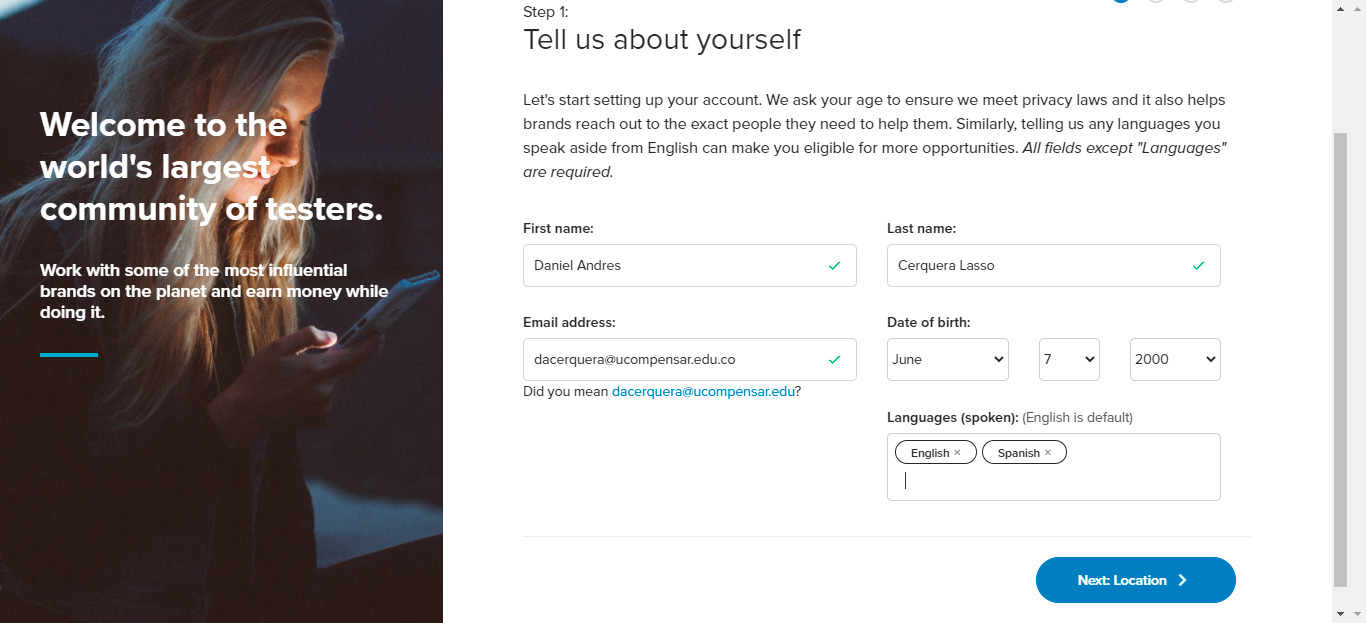 Welcome to the
world's largest
community of testers.
Work with some of the most influential
brands on the planet and earn money while
doing it.
Step 1:
Tell us about yourself
Let's start setting up your account. We ask your age to ensure we meet privacy laws and it also helps
brands reach out to the exact people they need to help them. Similarly, telling us any languages you
speak aside from English can make you eligible for more opportunities. All fields except "Languages"
are required.
First name:
Daniel Andres
Last name:
Cerquera Lasso
Email address:
dacerquera@ucompensar.edu.co
Did you mean dacerquera@ucompensar.edu?
Date of birth:
June 7 2000
Languages (spoken): (English is default)
English × Spanish ×
Next: Location